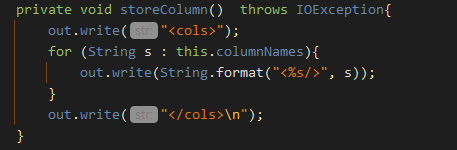 private void storeColumn()  throws IOException{
    out.write( str: "<cols>");
    for (String s : this.columnNames){
        out.write(String.format("<%s/>", s));
    }
    out.write( str: "</cols>\n");
}